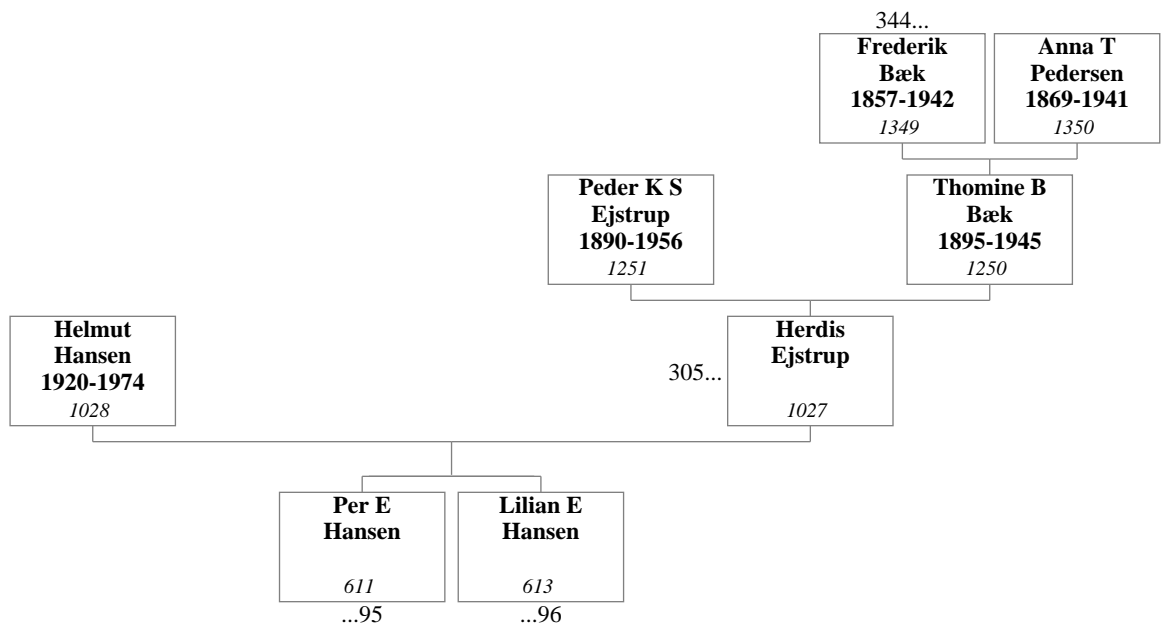 344...
Frederik
Bæk
1857-1942
1349
Anna T
Pedersen
1869-1941
1350
Peder K S
Ejstrup
1890-1956
1251
Thomine B
Bæk
1895-1945
1250
Helmut
Hansen
1920-1974
1028
305...
Herdis
Ejstrup
1027
Per E
Hansen
611
...95
Lilian E
Hansen
613
...96